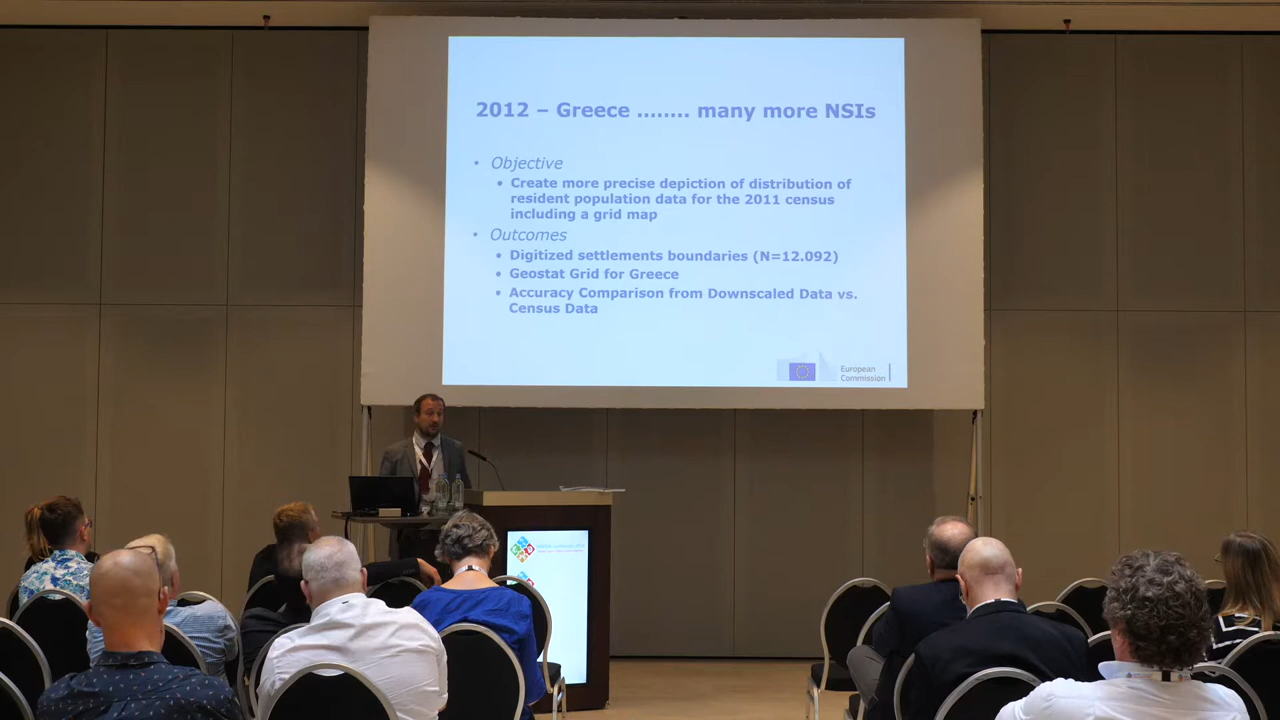 2012 – Greece ........ many more NSIs
• Objective
• Create more precise depiction of distribution of
resident population data for the 2011 census
including a grid map
• Outcomes
• Digitized settlements boundaries (N=12.092)
• Geostat Grid for Greece
• Accuracy Comparison from Downscaled Data vs.
Census Data
European
Commission